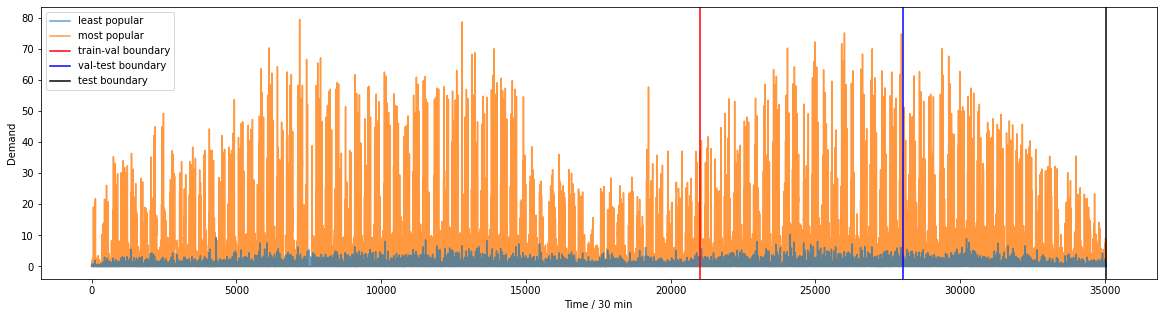 least popular
most popular
train-val boundary
val-test boundary
test boundary
Demand
80
70
60
50
40
30
20
10
0
0 5000 10000 15000 20000 25000 30000 35000
Time / 30 min